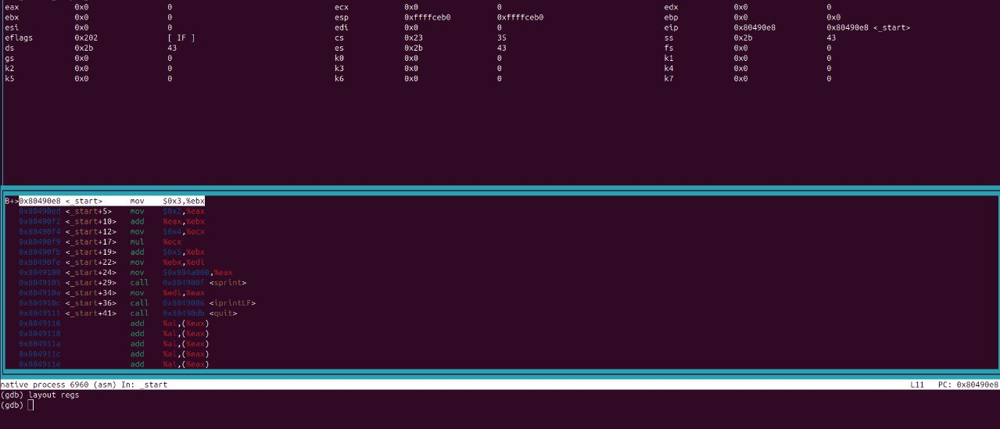 eax 0x0 0 ecx 0x0 0 edx 0x0 0
ebx 0x0 0 esp 0xffffceb0 0xffffceb0 ebp 0x0 0x0
esi 0x0 0 edi 0x0 0 eip 0x80490e8 0x80490e8 <_start>
eflags 0x202 [ IF ] cs 0x23 35 ss 0x2b 43
ds 0x2b 43 es 0x2b 43 fs 0x0 0
gs 0x0 0 k0 0x0 0 k1 0x0 0
k2 0x0 0 k3 0x0 0 k4 0x0 0
k5 0x0 0 k6 0x0 0 k7 0x0 0
B+>0x80490e8 <_start> mov $0x3,%ebx
0x80490ed <_start+5> mov $0x2,%eax
0x80490f2 <_start+10> add %eax,%ebx
0x80490f4 <_start+12> mov $0x4,%ecx
0x80490f9 <_start+17> mul %ecx
0x80490fb <_start+19> add $0x5,%ebx
0x80490fe <_start+22> mov %ebx,%edi
0x8049100 <_start+24> mov $0x804a000,%eax
0x8049105 <_start+29> call 0x804900f <sprint>
0x804910a <_start+34> mov %edi,%eax
0x804910c <_start+36> call 0x8049086 <iprintLF>
0x8049111 <_start+41> call 0x80490db <quit>
0x8049116 add %al,(%eax)
0x8049118 add %al,(%eax)
0x804911a add %al,(%eax)
0x804911c add %al,(%eax)
0x804911e add %al,(%eax)
native process 6960 (asm) In: _start L11 PC: 0x80490e8
(gdb) layout regs
(gdb)